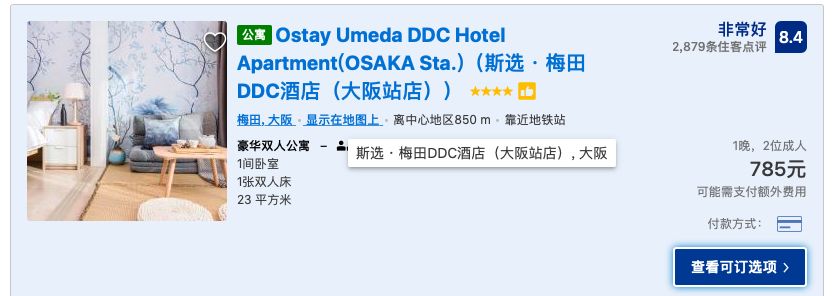 公寓 Ostay Umeda DDC Hotel
Apartment(OSAKA Sta.)（斯选 · 梅田
DDC酒店（大阪站店））
非常好
2,879条住客点评
8.4
梅田, 大阪 · 显示在地图上 · 离中心地区850 m · 靠近地铁站
豪华双人公寓 –
斯选 · 梅田DDC酒店（大阪站店）, 大阪
1间卧室
1张双人床
23 平方米
1晚，2位成人
785元
可能需支付额外费用
付款方式：
查看可订选项